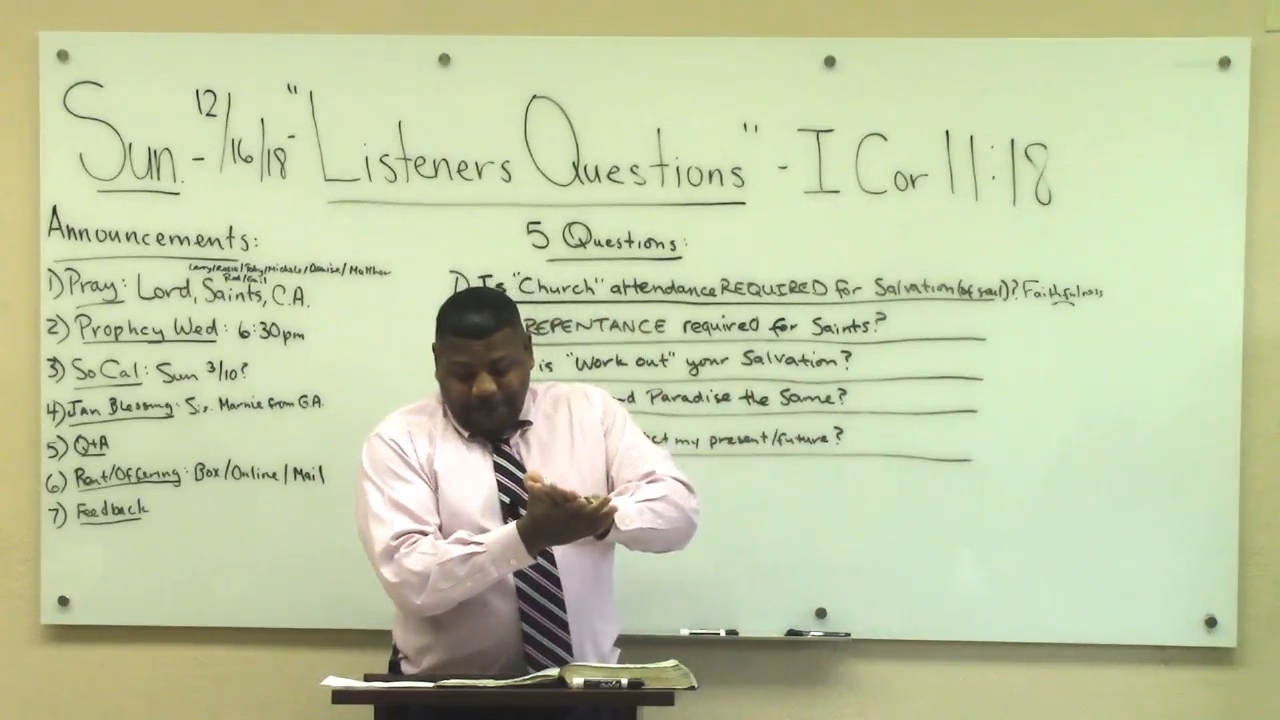 Sun. - 12/16/18 - "Listeners Questions" - I Cor 11:18
Announcements:
Larry/Rosie/Toby/Michele/Denise/Matthew
Rod/Gail
1) Pray: Lord, Saints, C.A.
2) Prophcy Wed: 6:30pm
3) So Cal: Sun 3/10?
4) Jan Blessing: Sis. Marnie from GA.
5) Q+A
6) Rent/Offering: Box/Online/Mail
7) Feedback
5 Questions:
1) Is "Church" attendance REQUIRED for Salvation (of soul)? Faithfulness
REPENTANCE required for Saints?
is "Work out" your Salvation?
Paradise the Same?
my present/future?